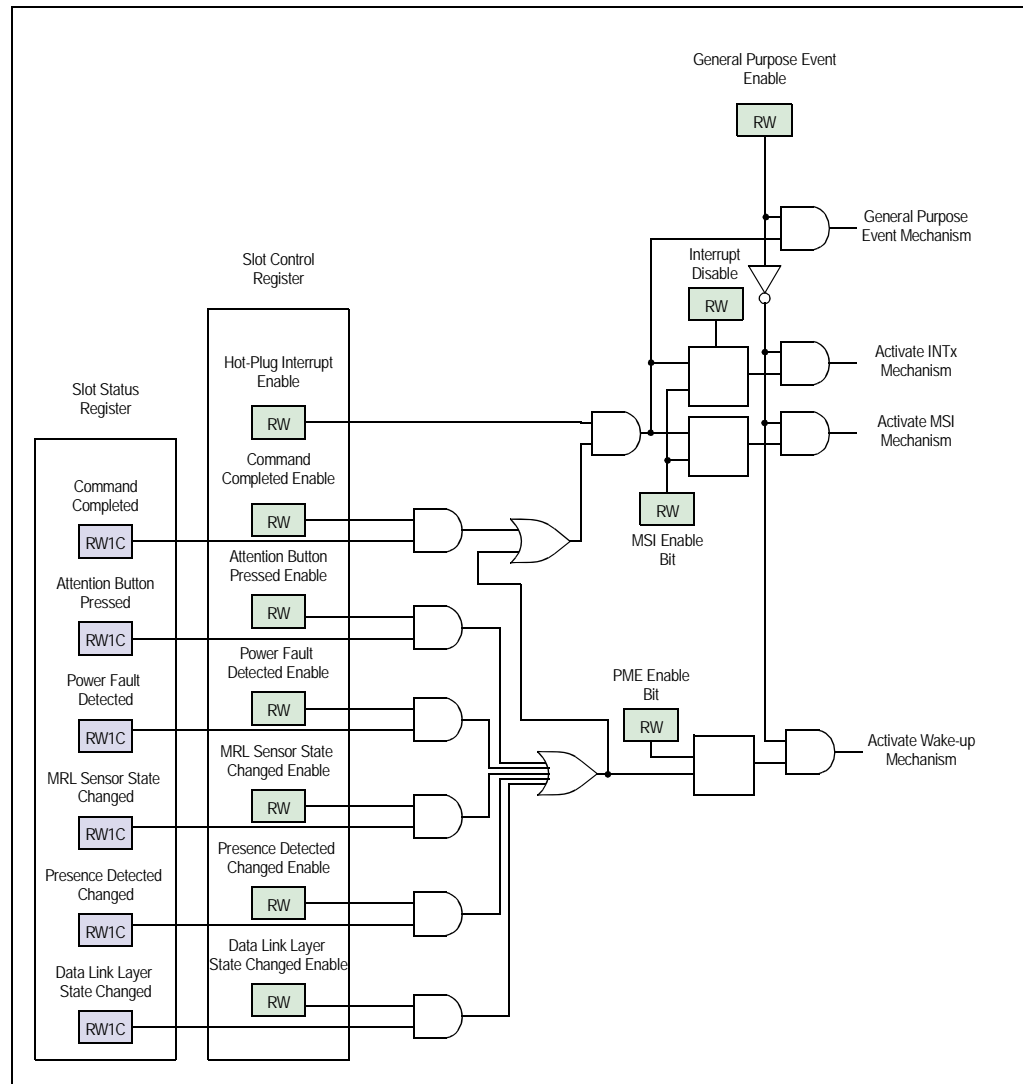 General Purpose Event
Enable
RW
General Purpose
Event Mechanism
Slot Control
Register
Interrupt
Disable
RW
Hot-Plug Interrupt
Enable
RW
Activate INTx
Mechanism
Slot Status
Register
Activate MSI
Mechanism
Command
Completed Enable
RW
Command
Completed
RW1C
RW
MSI Enable
Bit
Attention Button
Pressed Enable
RW
Attention Button
Pressed
RW1C
Power Fault
Detected Enable
RW
Power Fault
Detected
RW1C
PME Enable
Bit
RW
Activate Wake-up
Mechanism
MRL Sensor State
Changed Enable
RW
MRL Sensor State
Changed
RW1C
Presence Detected
Changed Enable
RW
Presence Detected
Changed
RW1C
Data Link Layer
State Changed Enable
RW
Data Link Layer
State Changed
RW1C